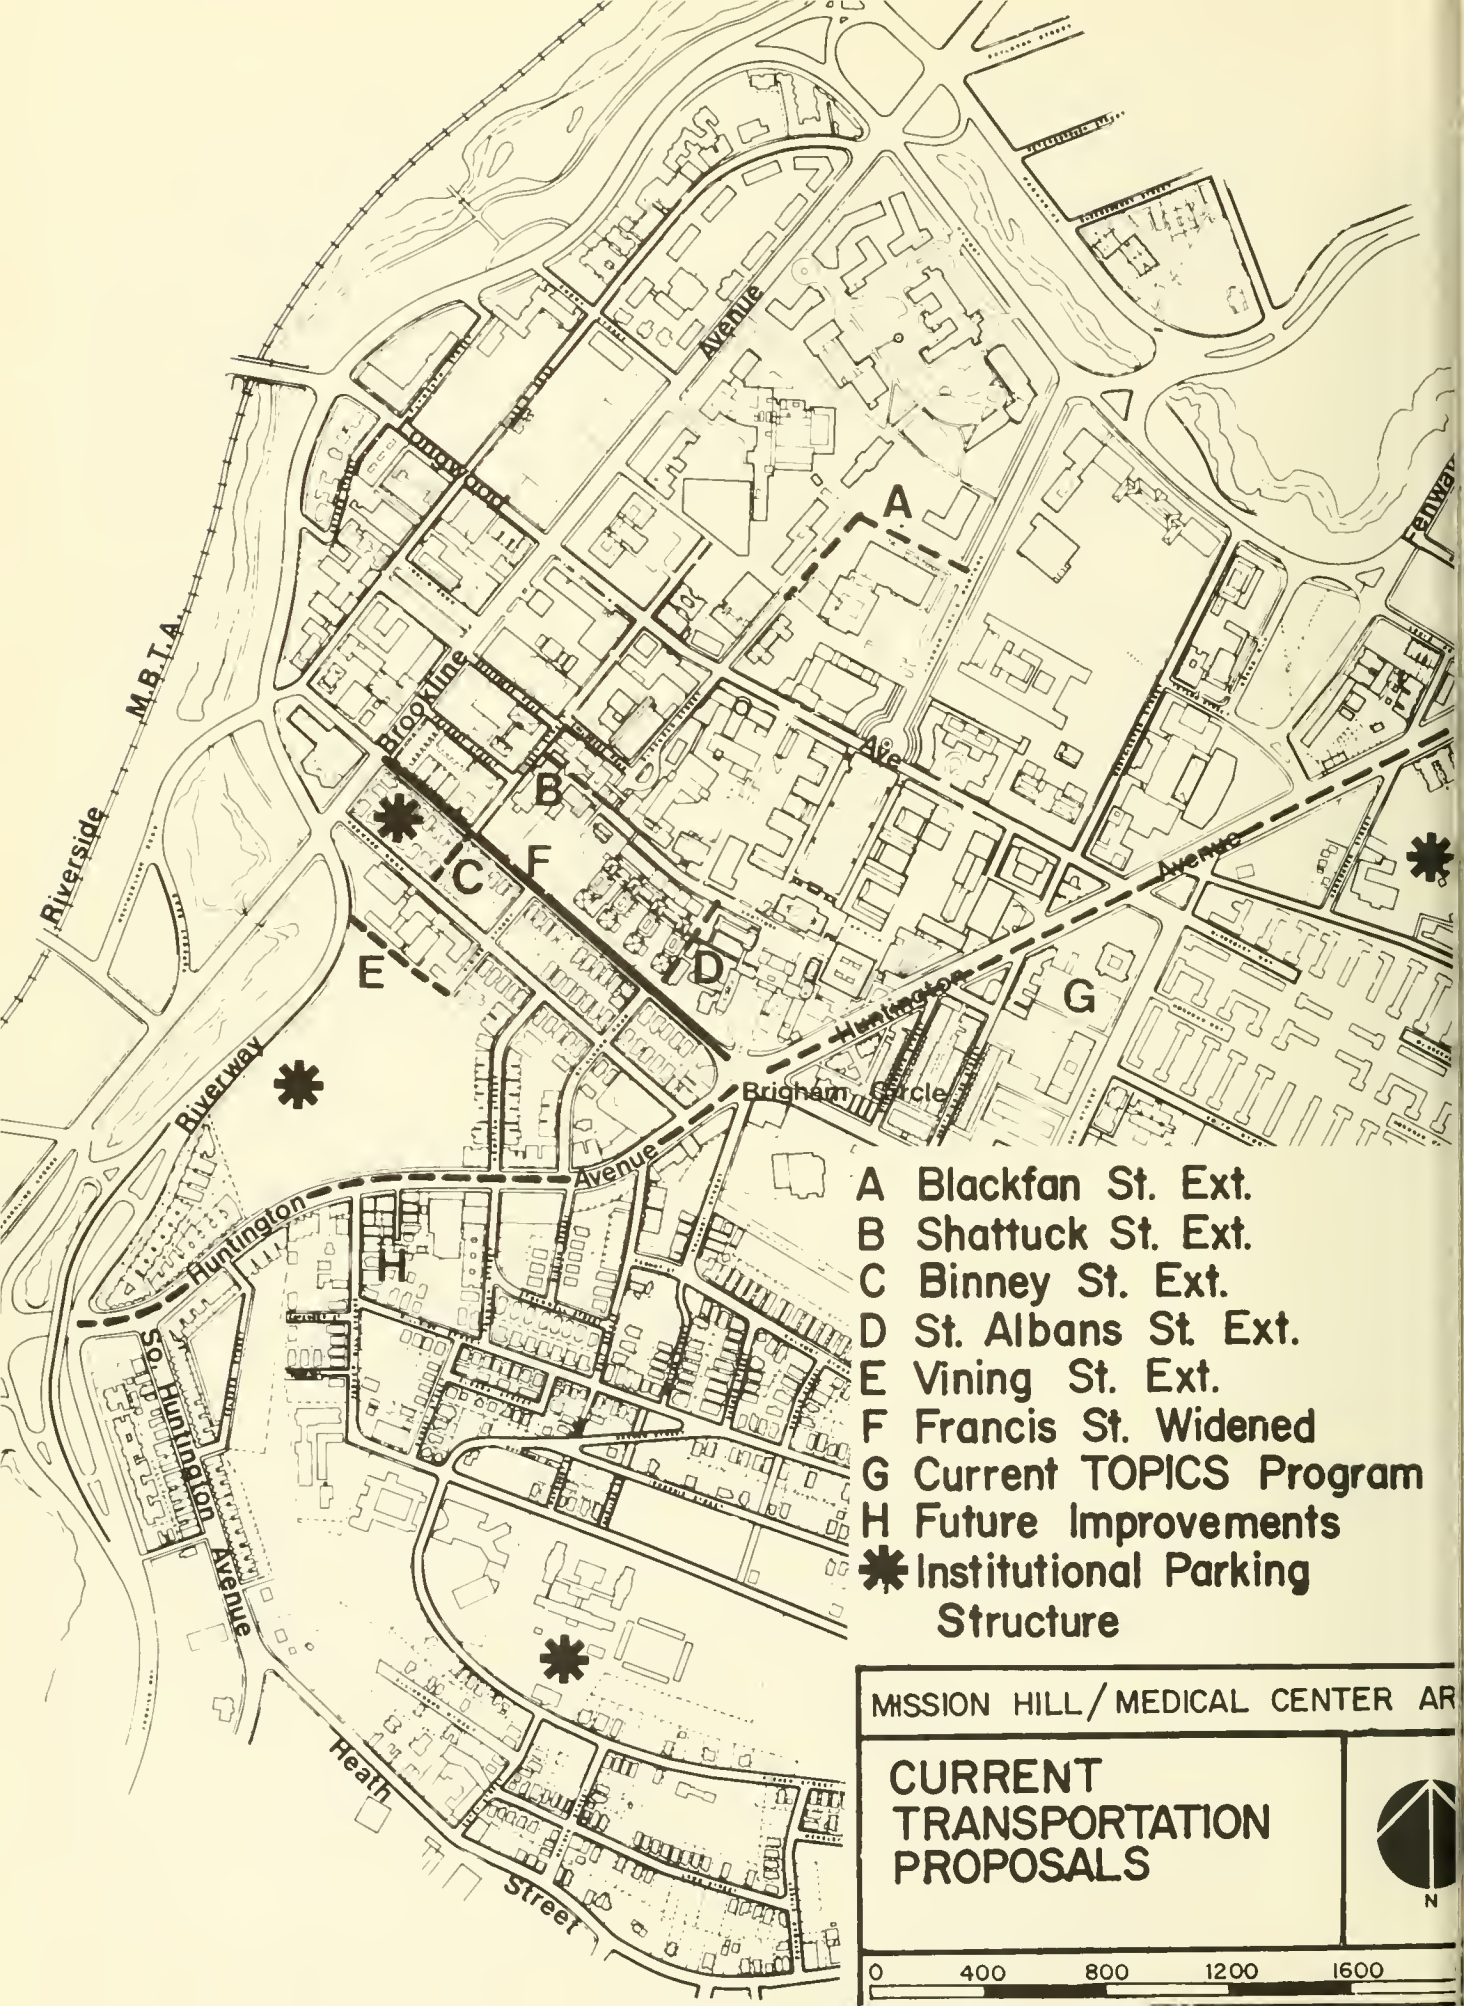 Avenue
Longwood
A
Fenway
M.B.T.A.
Brookline
Ave
B
Avenue
Riverside
C
F
D
E
Huntington
G
Riverway
Brigham Circle
Avenue
Huntington
H
So. Huntington
Avenue
Heath
Street
A Blackfan St. Ext.
B Shattuck St. Ext.
C Binney St. Ext.
D St. Albans St. Ext.
E Vining St. Ext.
F Francis St. Widened
G Current TOPICS Program
H Future Improvements
✱ Institutional Parking
Structure
MISSION HILL/MEDICAL CENTER AR
CURRENT
TRANSPORTATION
PROPOSALS
N
0 400 800 1200 1600